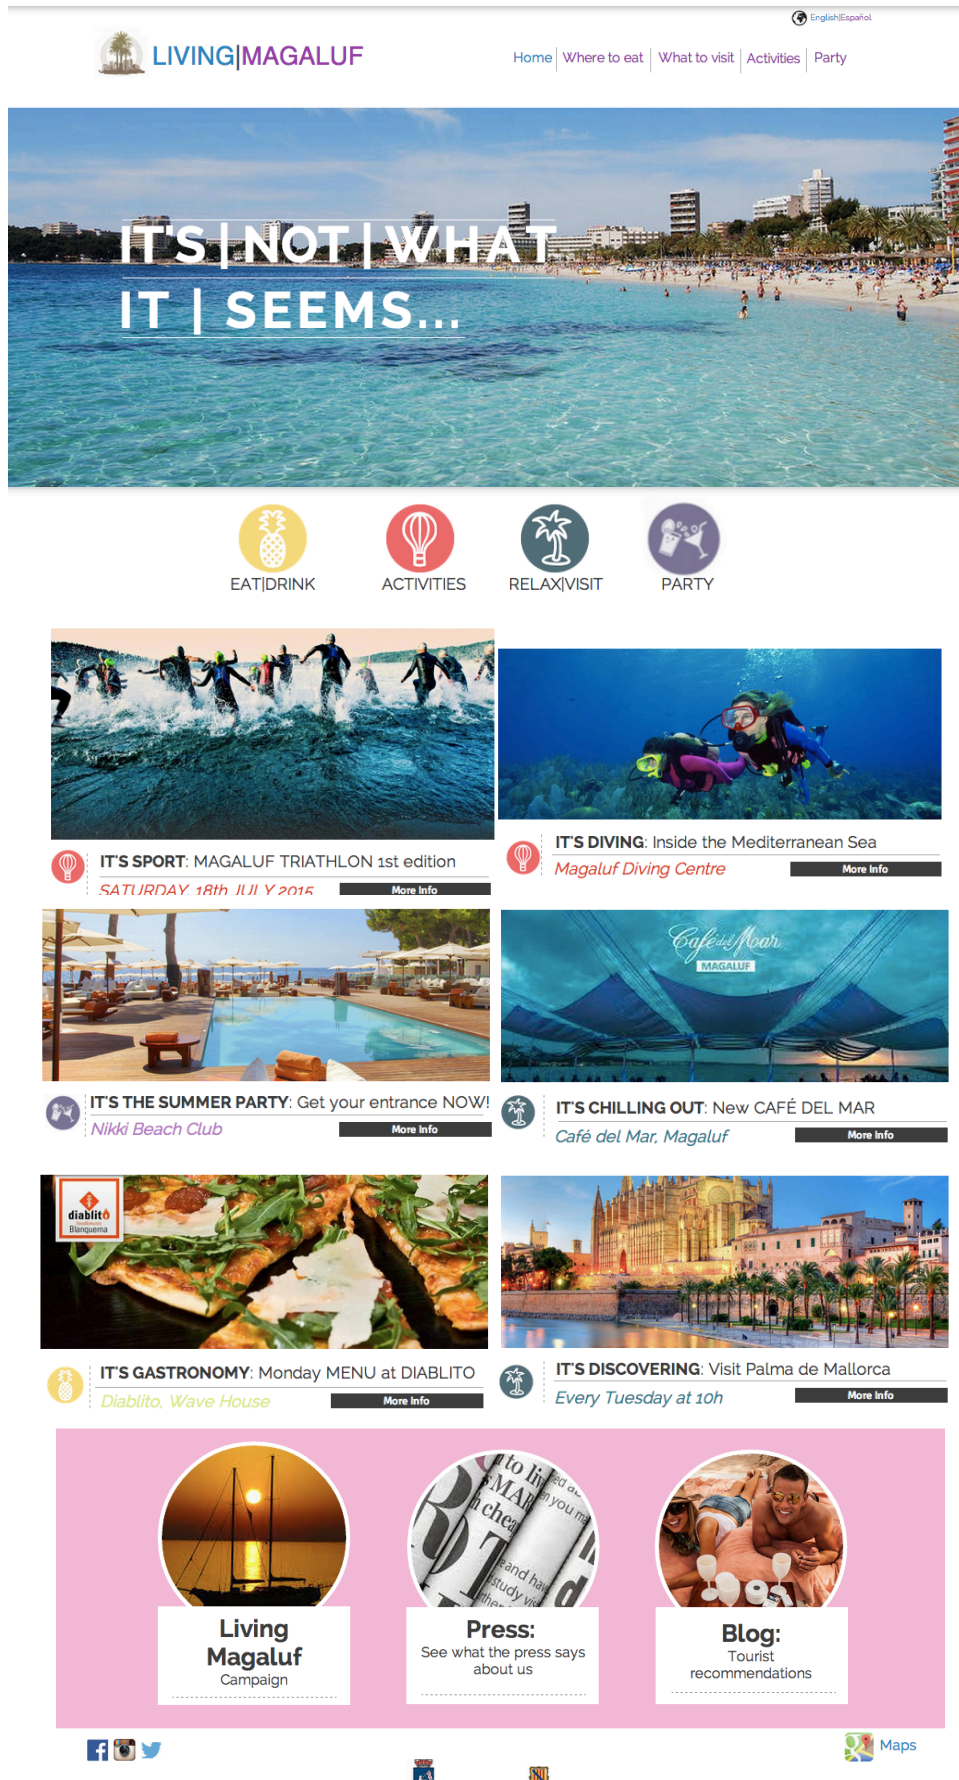 English|Español
LIVING|MAGALUF
Home | Where to eat | What to visit | Activities | Party
IT'S|NOT|WHAT
IT | SEEMS...
EAT|DRINK
ACTIVITIES
RELAX|VISIT
PARTY
IT'S SPORT: MAGALUF TRIATHLON 1st edition
SATURDAY, 18th JULY 2015
More Info
IT'S DIVING: Inside the Mediterranean Sea
Magaluf Diving Centre
More Info
IT'S THE SUMMER PARTY: Get your entrance NOW!
Nikki Beach Club
More Info
Café del Mar
MAGALUF
IT'S CHILLING OUT: New CAFÉ DEL MAR
Café del Mar, Magaluf
More Info
diablito
Blanquerna
IT'S GASTRONOMY: Monday MENU at DIABLITO
Diablito, Wave House
More Info
IT'S DISCOVERING: Visit Palma de Mallorca
Every Tuesday at 10h
More Info
Living
Magaluf
Campaign
Press:
See what the press says
about us
Blog:
Tourist
recommendations
Maps